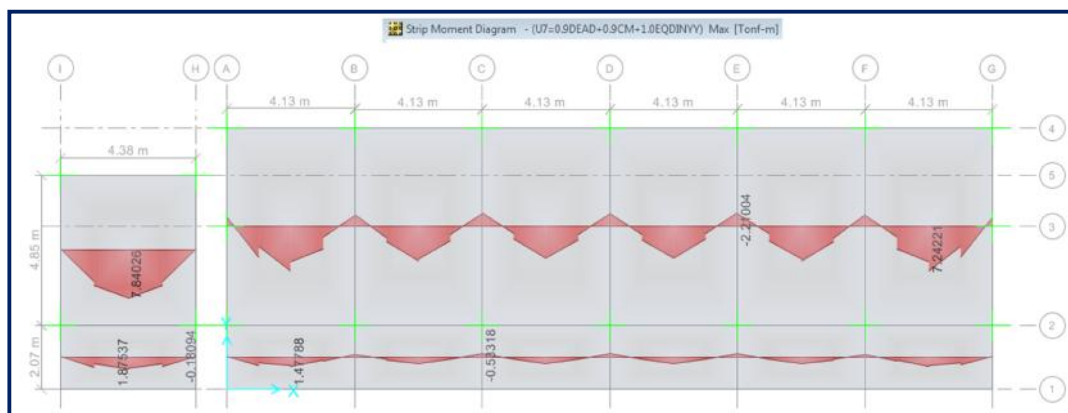 Strip Moment Diagram - (U7=0.9DEAD+0.9CM+1.0EQDINYY) Max [Tonf-m]
I H A B C D E F G
4.13 m 4.13 m 4.13 m 4.13 m 4.13 m 4.13 m
4
4.38 m
5
3
-2.21004
4.85 m
7.84026
7.24221
2
2.07 m
1.87537
-0.18094
1.47788
-0.53318
X
1